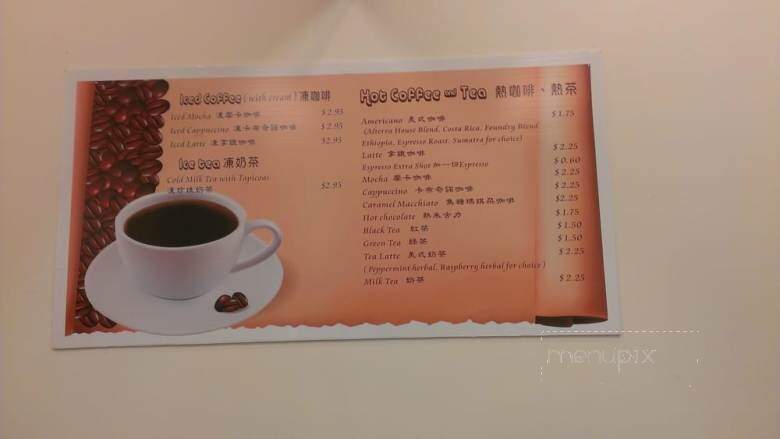 Iced Coffee (with cream) 凍咖啡
Iced Mocha 凍摩卡咖啡 $2.95
Iced Cappuccino 凍卡布奇諾咖啡 $2.95
Iced Latte 凍拿鐵咖啡 $2.95
Ice tea 凍奶茶
Cold Milk Tea with Tapiocas
凍珍珠奶茶 $2.95
Hot Coffee and Tea 熱咖啡、熱茶
Americano 美式咖啡 $1.75
(Alterra House Blend, Costa Rica, Foundry Blend
Ethiopia, Espresso Roast, Sumatra for choice)
Latte 拿鐵咖啡 $2.25
Espresso Extra Shot 加一份Espresso $0.60
Mocha 摩卡咖啡 $2.25
Cappuccino 卡布奇諾咖啡 $2.25
Caramel Macchiato 焦糖瑪琪朵咖啡 $2.25
Hot chocolate 熱朱古力 $1.75
Black Tea 紅茶 $1.50
Green Tea 綠茶 $1.50
Tea Latte 美式奶茶 $2.25
(Peppermint herbal, Raspberry herbal for choice)
Milk Tea 奶茶 $2.25
menupix